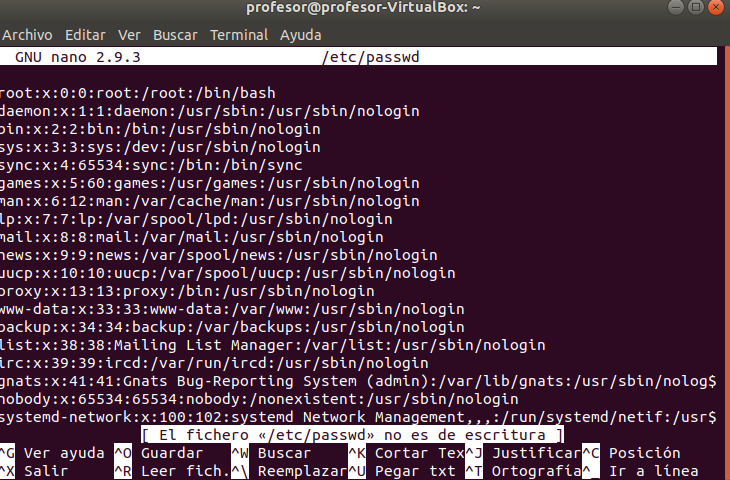 profesor@profesor-VirtualBox: ~
Archivo Editar Ver Buscar Terminal Ayuda
GNU nano 2.9.3 /etc/passwd
root:x:0:0:root:/root:/bin/bash
daemon:x:1:1:daemon:/usr/sbin:/usr/sbin/nologin
bin:x:2:2:bin:/bin:/usr/sbin/nologin
sys:x:3:3:sys:/dev:/usr/sbin/nologin
sync:x:4:65534:sync:/bin:/bin/sync
games:x:5:60:games:/usr/games:/usr/sbin/nologin
man:x:6:12:man:/var/cache/man:/usr/sbin/nologin
lp:x:7:7:lp:/var/spool/lpd:/usr/sbin/nologin
mail:x:8:8:mail:/var/mail:/usr/sbin/nologin
news:x:9:9:news:/var/spool/news:/usr/sbin/nologin
uucp:x:10:10:uucp:/var/spool/uucp:/usr/sbin/nologin
proxy:x:13:13:proxy:/bin:/usr/sbin/nologin
www-data:x:33:33:www-data:/var/www:/usr/sbin/nologin
backup:x:34:34:backup:/var/backups:/usr/sbin/nologin
list:x:38:38:Mailing List Manager:/var/list:/usr/sbin/nologin
irc:x:39:39:ircd:/var/run/ircd:/usr/sbin/nologin
gnats:x:41:41:Gnats Bug-Reporting System (admin):/var/lib/gnats:/usr/sbin/nolog$
nobody:x:65534:65534:nobody:/nonexistent:/usr/sbin/nologin
systemd-network:x:100:102:systemd Network Management,,,:/run/systemd/netif:/usr$
[ El fichero «/etc/passwd» no es de escritura ]
^G Ver ayuda ^O Guardar ^W Buscar ^K Cortar Tex^J Justificar^C Posición
^X Salir ^R Leer fich.^\ Reemplazar^U Pegar txt ^T Ortografía^_ Ir a línea